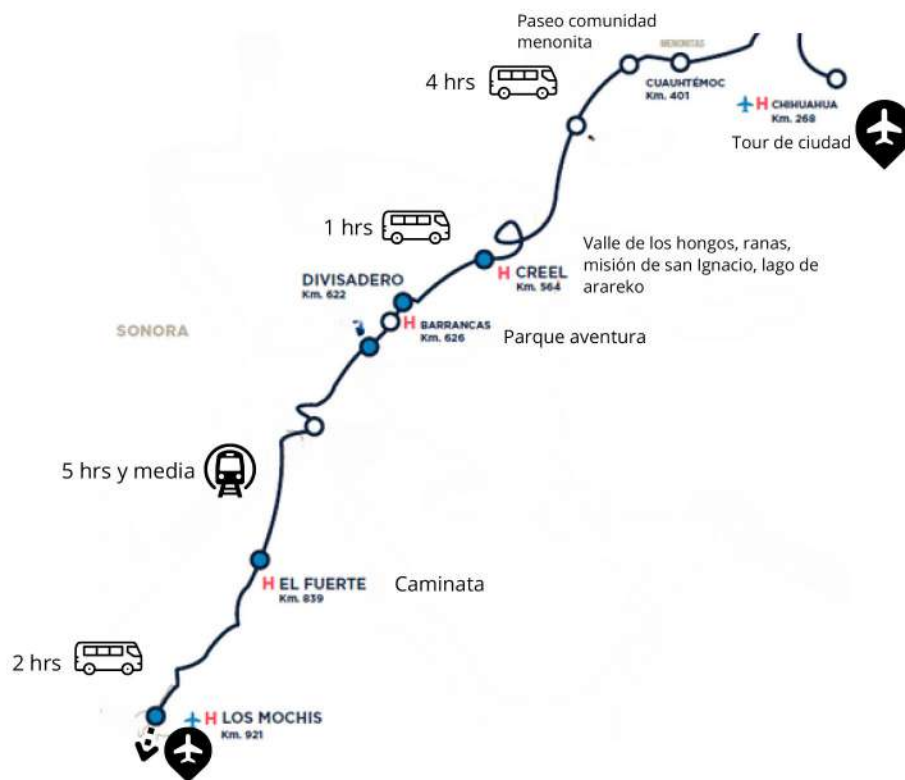 Paseo comunidad
menonita
MENONITAS
4 hrs
CUAUHTÉMOC
Km. 401
H CHIHUAHUA
Km. 268
Tour de ciudad
1 hrs
Valle de los hongos, ranas,
misión de san Ignacio, lago de
arareko
H CREEL
Km. 564
DIVISADERO
Km. 622
H BARRANCAS
Km. 626
Parque aventura
SONORA
5 hrs y media
H EL FUERTE
Km. 839
Caminata
2 hrs
H LOS MOCHIS
Km. 921